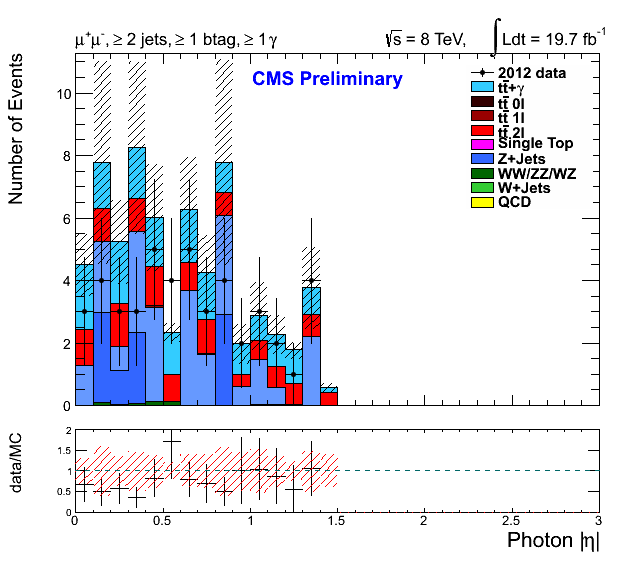 μ⁺μ⁻, ≥ 2 jets, ≥ 1 btag, ≥ 1 γ
√s = 8 TeV, ∫ Ldt = 19.7 fb⁻¹
CMS Preliminary
2012 data
tt̄+γ
tt̄ 0l
tt̄ 1l
tt̄ 2l
Single Top
Z+Jets
WW/ZZ/WZ
W+Jets
QCD
Number of Events
10
8
6
4
2
0
data/MC
2
1.5
1
0.5
0
0 0.5 1 1.5 2 2.5 3
Photon |η|